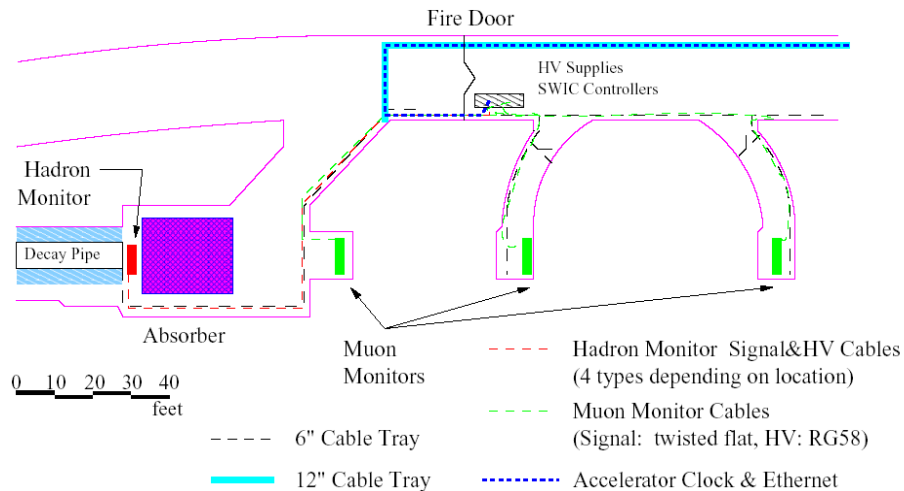 Fire Door
HV Supplies
SWIC Controllers
Hadron
Monitor
Decay Pipe
Absorber
Muon
Monitors
0 10 20 30 40
feet
Hadron Monitor Signal&HV Cables
(4 types depending on location)
Muon Monitor Cables
(Signal: twisted flat, HV: RG58)
6" Cable Tray
12" Cable Tray
Accelerator Clock & Ethernet